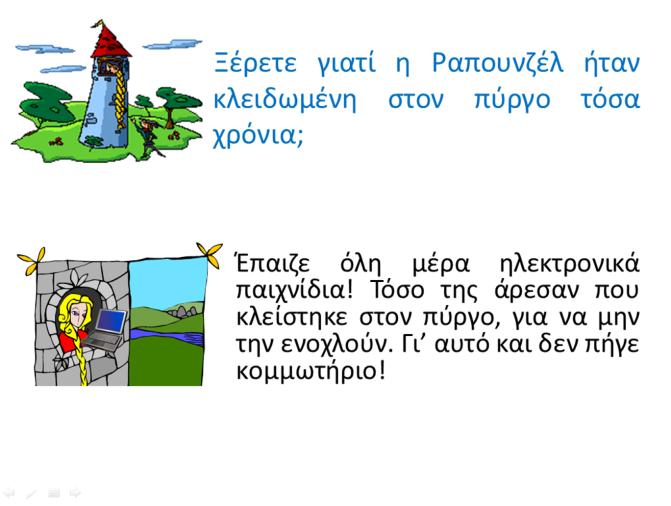 Ξέρετε γιατί η Ραπουνζέλ ήταν
κλειδωμένη στον πύργο τόσα
χρόνια;
Έπαιζε όλη μέρα ηλεκτρονικά
παιχνίδια! Τόσο της άρεσαν που
κλείστηκε στον πύργο, για να μην
την ενοχλούν. Γι’ αυτό και δεν πήγε
κομμωτήριο!